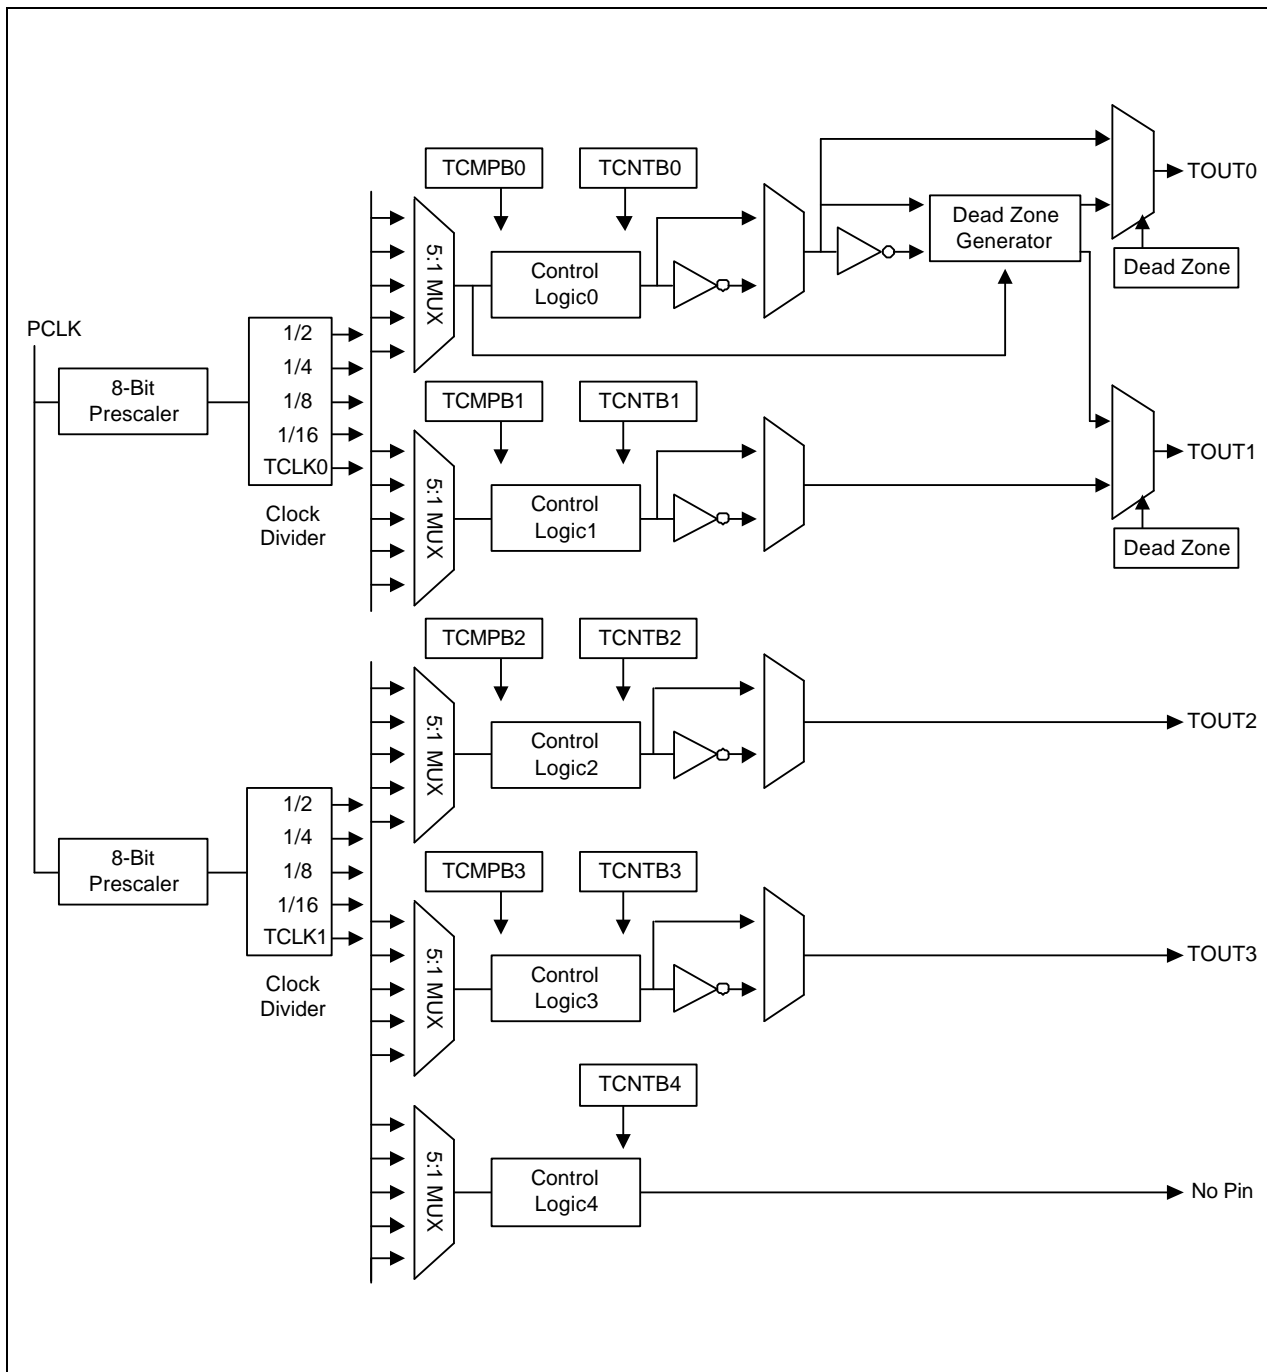 TCMPB0
TCNTB0
TOUT0
5:1 MUX
Control
Logic0
Dead Zone
Generator
Dead Zone
PCLK
8-Bit
Prescaler
1/2
1/4
1/8
1/16
TCLK0
Clock
Divider
TCMPB1
TCNTB1
5:1 MUX
Control
Logic1
TOUT1
Dead Zone
TCMPB2
TCNTB2
5:1 MUX
Control
Logic2
TOUT2
8-Bit
Prescaler
1/2
1/4
1/8
1/16
TCLK1
Clock
Divider
TCMPB3
TCNTB3
5:1 MUX
Control
Logic3
TOUT3
TCNTB4
5:1 MUX
Control
Logic4
No Pin